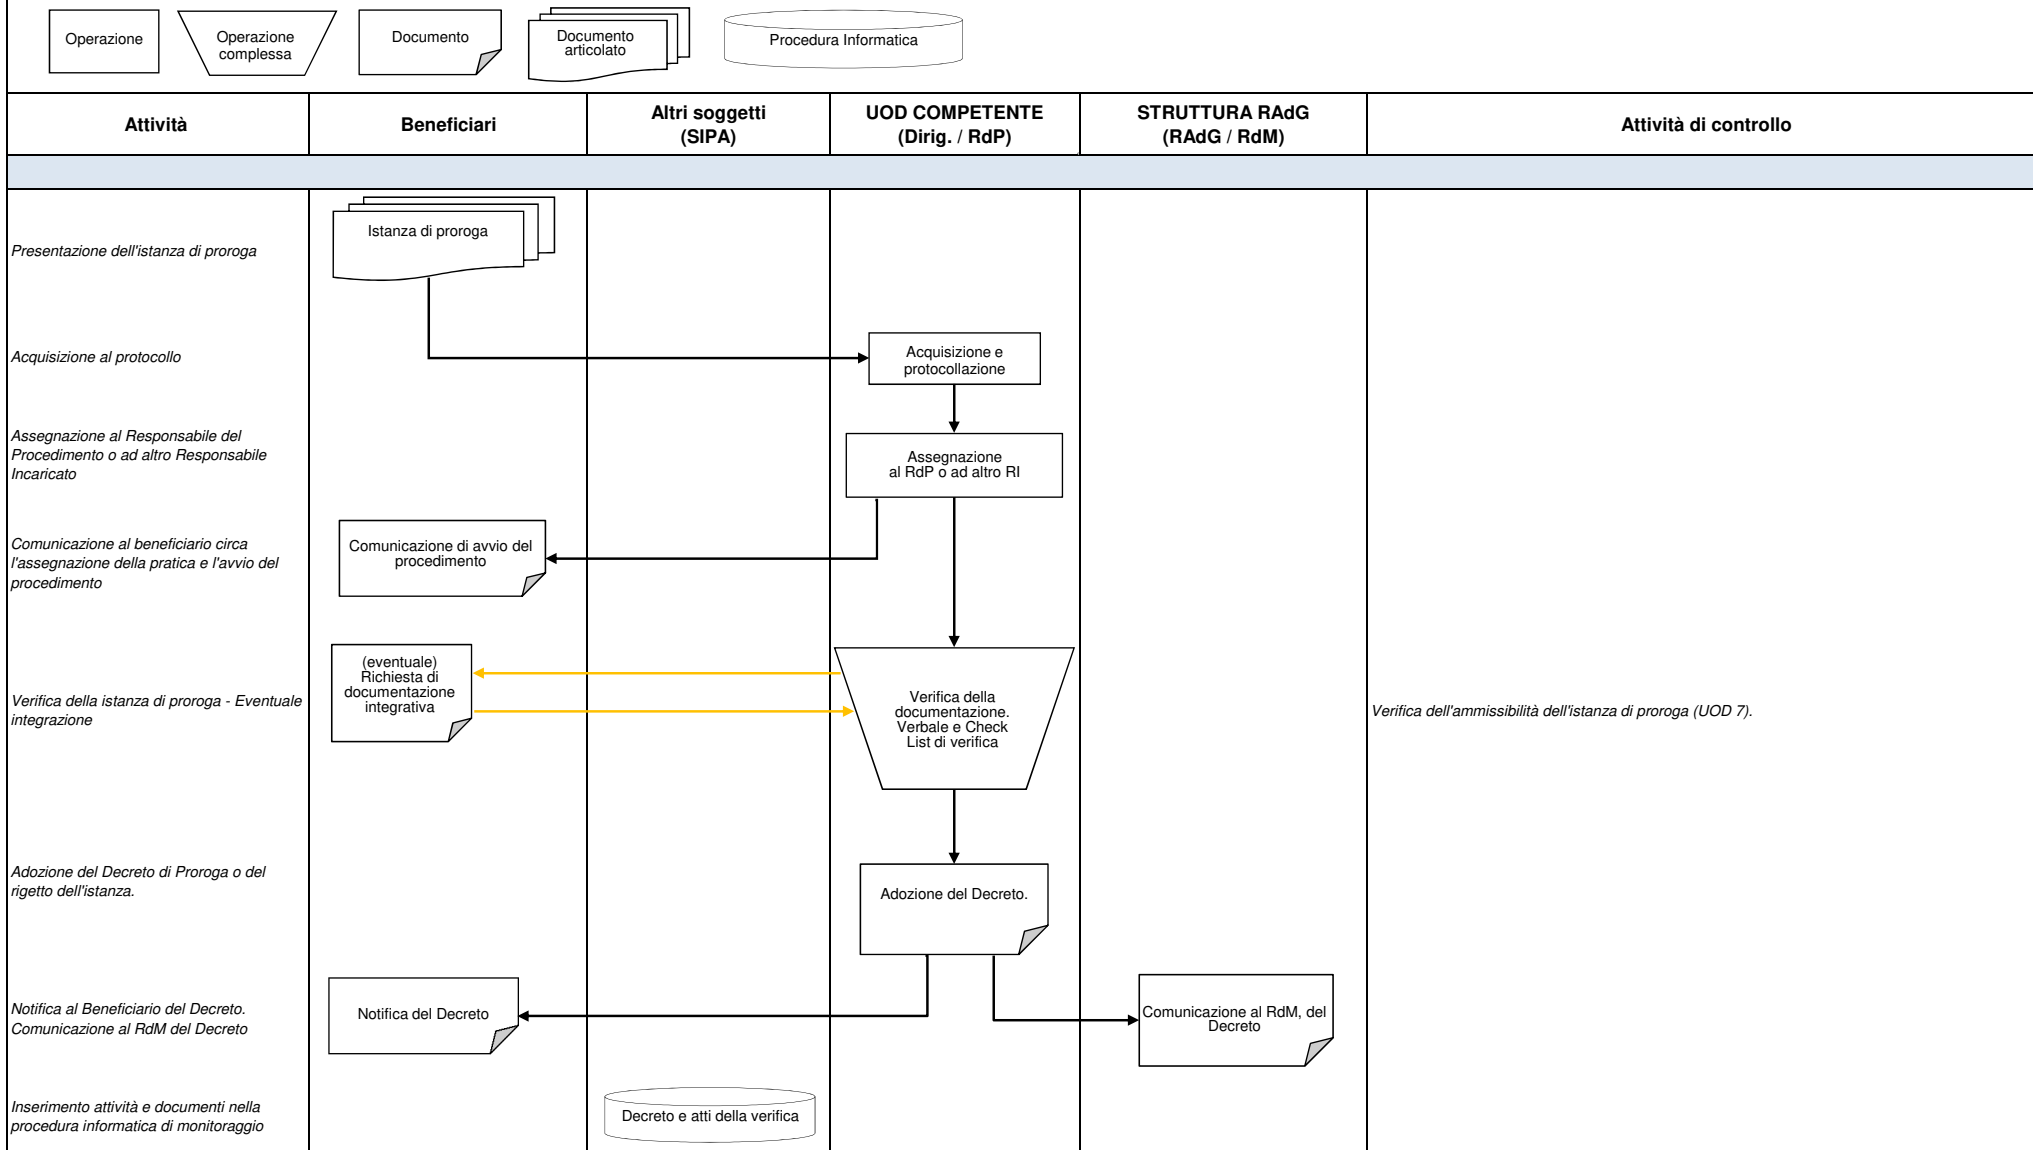 Operazione
Operazione
complessa
Documento
Documento
articolato
Procedura Informatica
Attività
Beneficiari
Altri soggetti
(SIPA)
UOD COMPETENTE
(Dirig. / RdP)
STRUTTURA RAdG
(RAdG / RdM)
Attività di controllo
Presentazione dell'istanza di proroga
Istanza di proroga
Acquisizione al protocollo
Acquisizione e
protocollazione
Assegnazione al Responsabile del
Procedimento o ad altro Responsabile
Incaricato
Assegnazione
al RdP o ad altro RI
Comunicazione al beneficiario circa
l'assegnazione della pratica e l'avvio del
procedimento
Comunicazione di avvio del
procedimento
Verifica della istanza di proroga - Eventuale
integrazione
(eventuale)
Richiesta di
documentazione
integrativa
Verifica della
documentazione.
Verbale e Check
List di verifica
Verifica dell'ammissibilità dell'istanza di proroga (UOD 7).
Adozione del Decreto di Proroga o del
rigetto dell'istanza.
Adozione del Decreto.
Notifica al Beneficiario del Decreto.
Comunicazione al RdM del Decreto
Notifica del Decreto
Comunicazione al RdM, del
Decreto
Inserimento attività e documenti nella
procedura informatica di monitoraggio
Decreto e atti della verifica